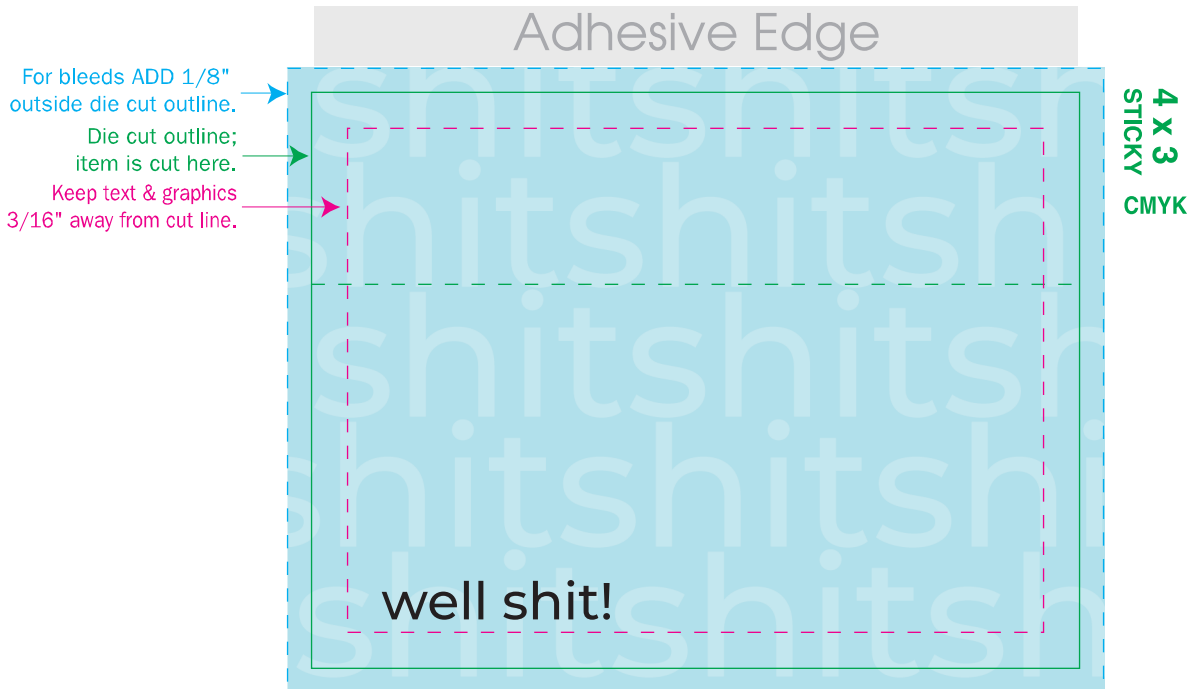 Adhesive Edge
For bleeds ADD 1/8"
outside die cut outline.
Die cut outline;
item is cut here.
Keep text & graphics
3/16" away from cut line.
4 x 3
STICKY
CMYK
shitshitsh
shitshitsh
shitshitsh
shitshitshi
shitshitsh
well shit!